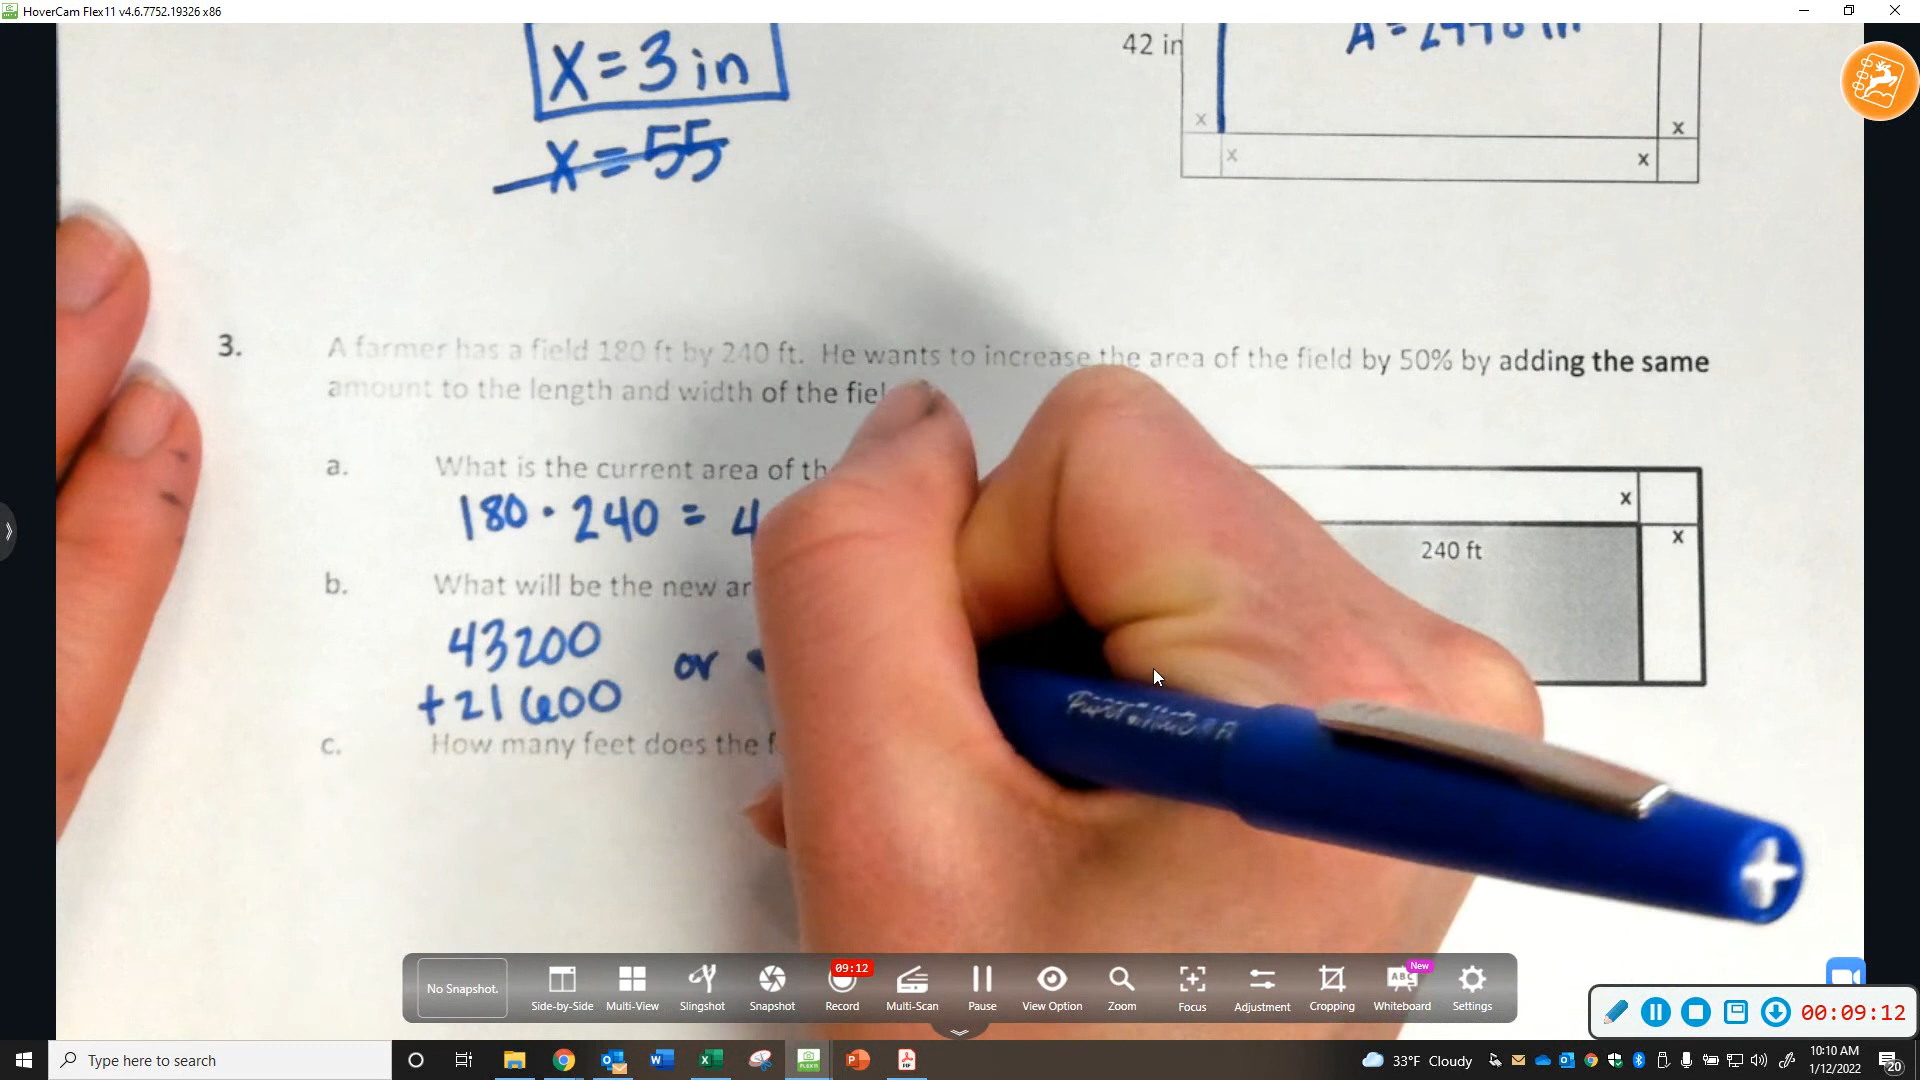 HoverCam Flex11 v4.6.7752.19326 x86
x = 3 in
x = 55
42 in
x
x
x
x
3. A farmer has a field 180 ft by 240 ft. He wants to increase the area of the field by 50% by adding the same
amount to the length and width of the
a. What is the current area of
180 · 240 =
x
x
240 ft
b. What will be the new
43200
+21600
or
c. How many feet does the
No Snapshot.
Side-by-Side
Multi-View
Slingshot
Snapshot
09:12
Record
Multi-Scan
Pause
View Option
Zoom
Focus
Adjustment
Cropping
New
ABC
Whiteboard
Settings
00:09:12
Type here to search
33°F Cloudy
10:10 AM
1/12/2022
20